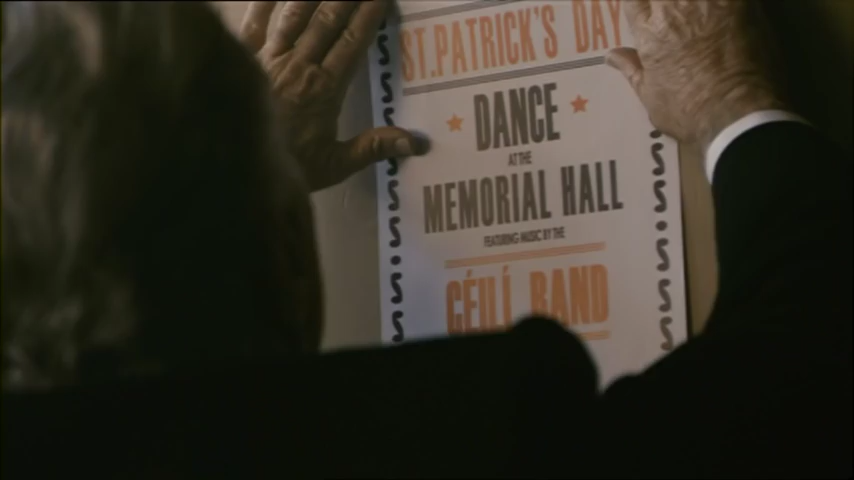 ST.PATRICK'S DAY
DANCE
AT THE
MEMORIAL HALL
FEATURING MUSIC BY THE
CÉILÍ BAND